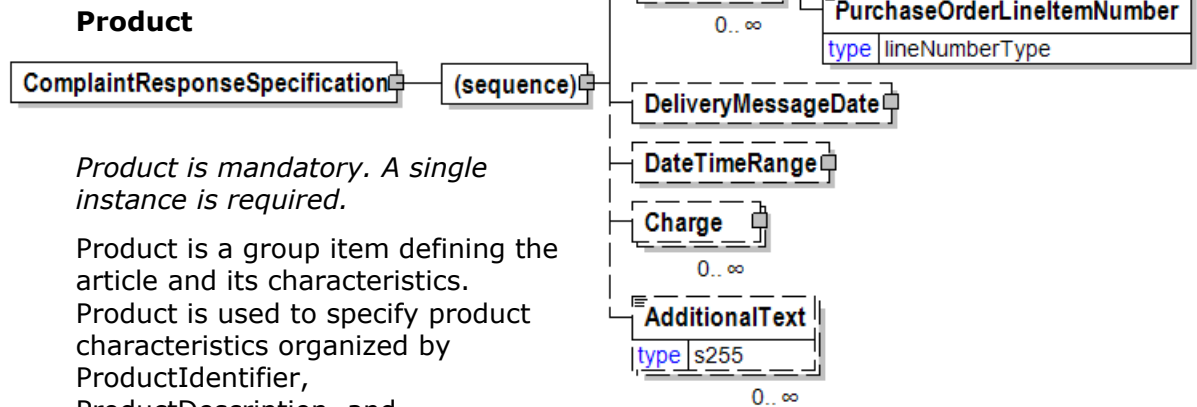 Product
0.. ∞
PurchaseOrderLineItemNumber
type lineNumberType
ComplaintResponseSpecification
(sequence)
DeliveryMessageDate
DateTimeRange
Charge
0.. ∞
AdditionalText
type s255
0.. ∞
Product is mandatory. A single
instance is required.
Product is a group item defining the
article and its characteristics.
Product is used to specify product
characteristics organized by
ProductIdentifier,
ProductDescription, and